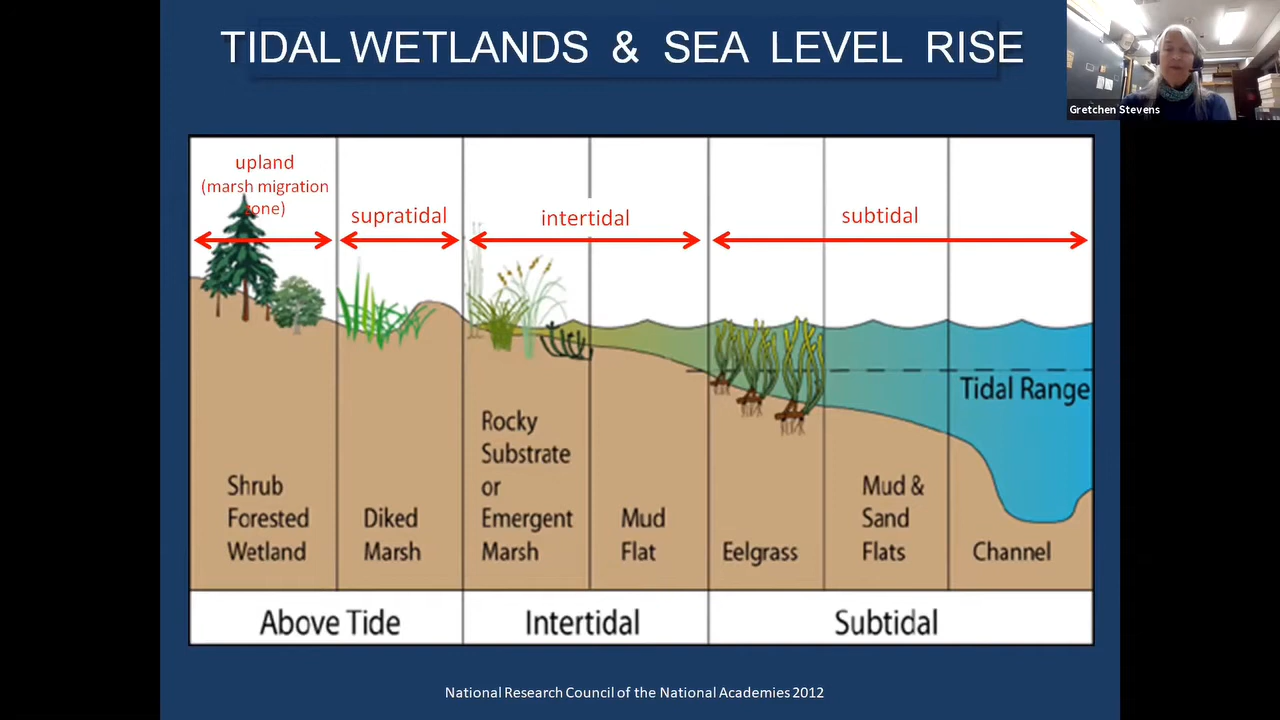 TIDAL WETLANDS & SEA LEVEL RISE
Gretchen Stevens
upland
(marsh migration
zone)
supratidal
intertidal
subtidal
Tidal Range
Shrub
Forested
Wetland
Diked
Marsh
Rocky
Substrate
or
Emergent
Marsh
Mud
Flat
Eelgrass
Mud &
Sand
Flats
Channel
Above Tide
Intertidal
Subtidal
National Research Council of the National Academies 2012